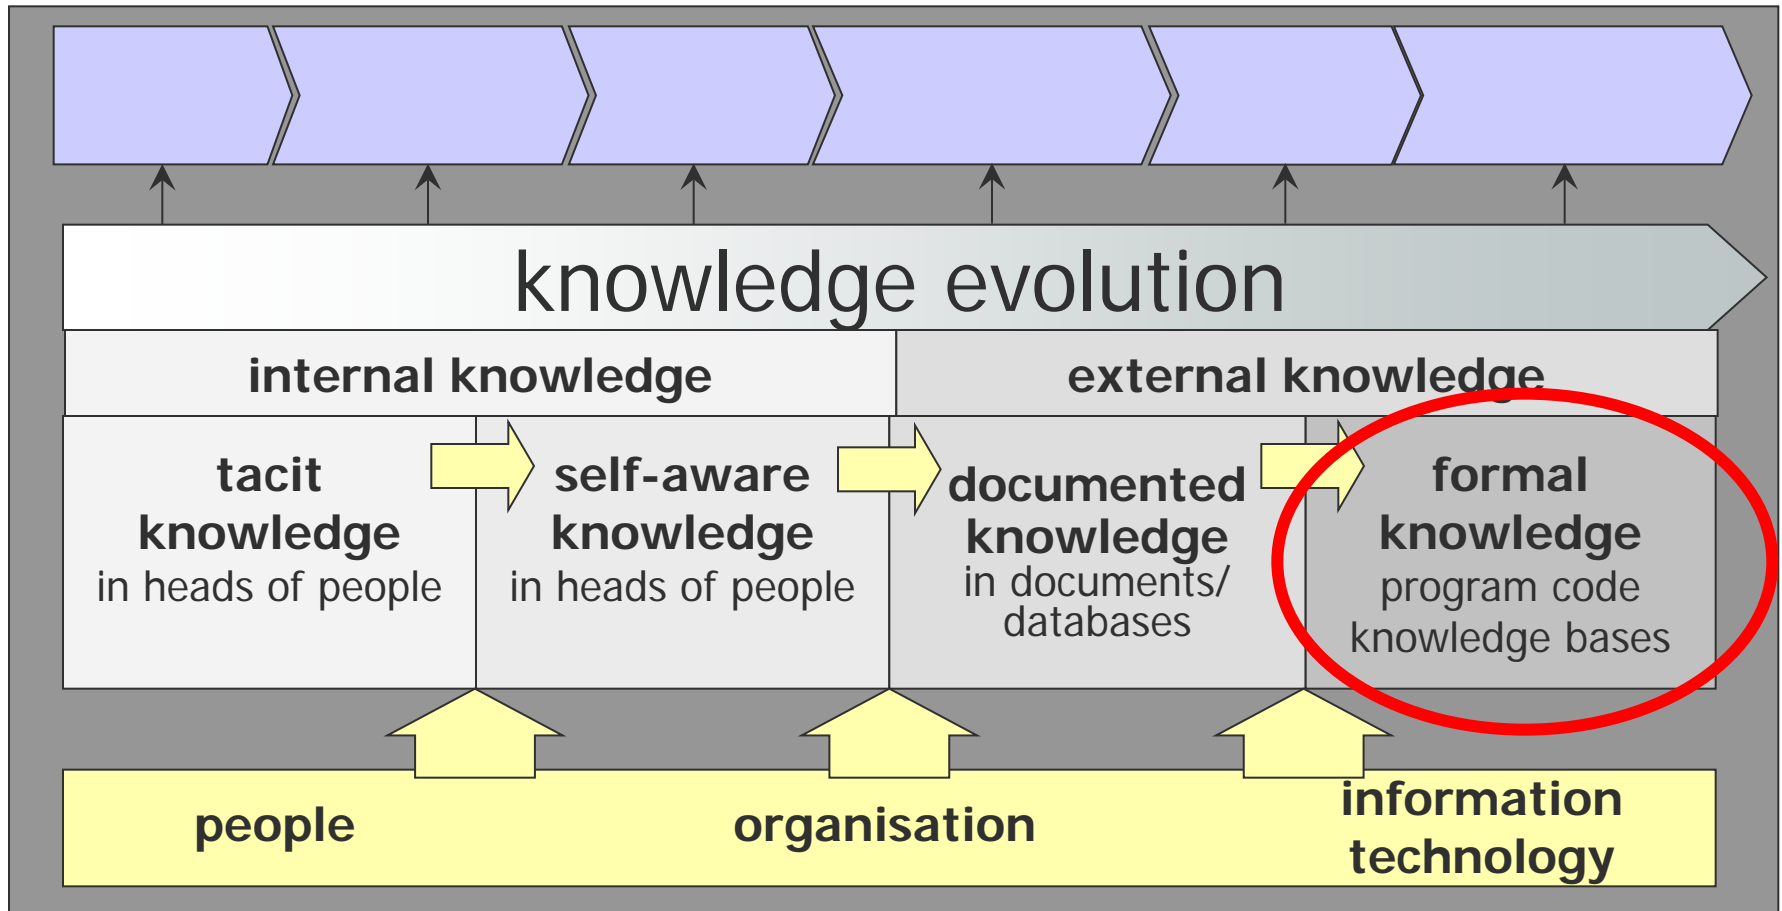 knowledge evolution
internal knowledge
external knowledge
tacit
knowledge
in heads of people
self-aware
knowledge
in heads of people
documented
knowledge
in documents/
databases
formal
knowledge
program code
knowledge bases
people
organisation
information
technology